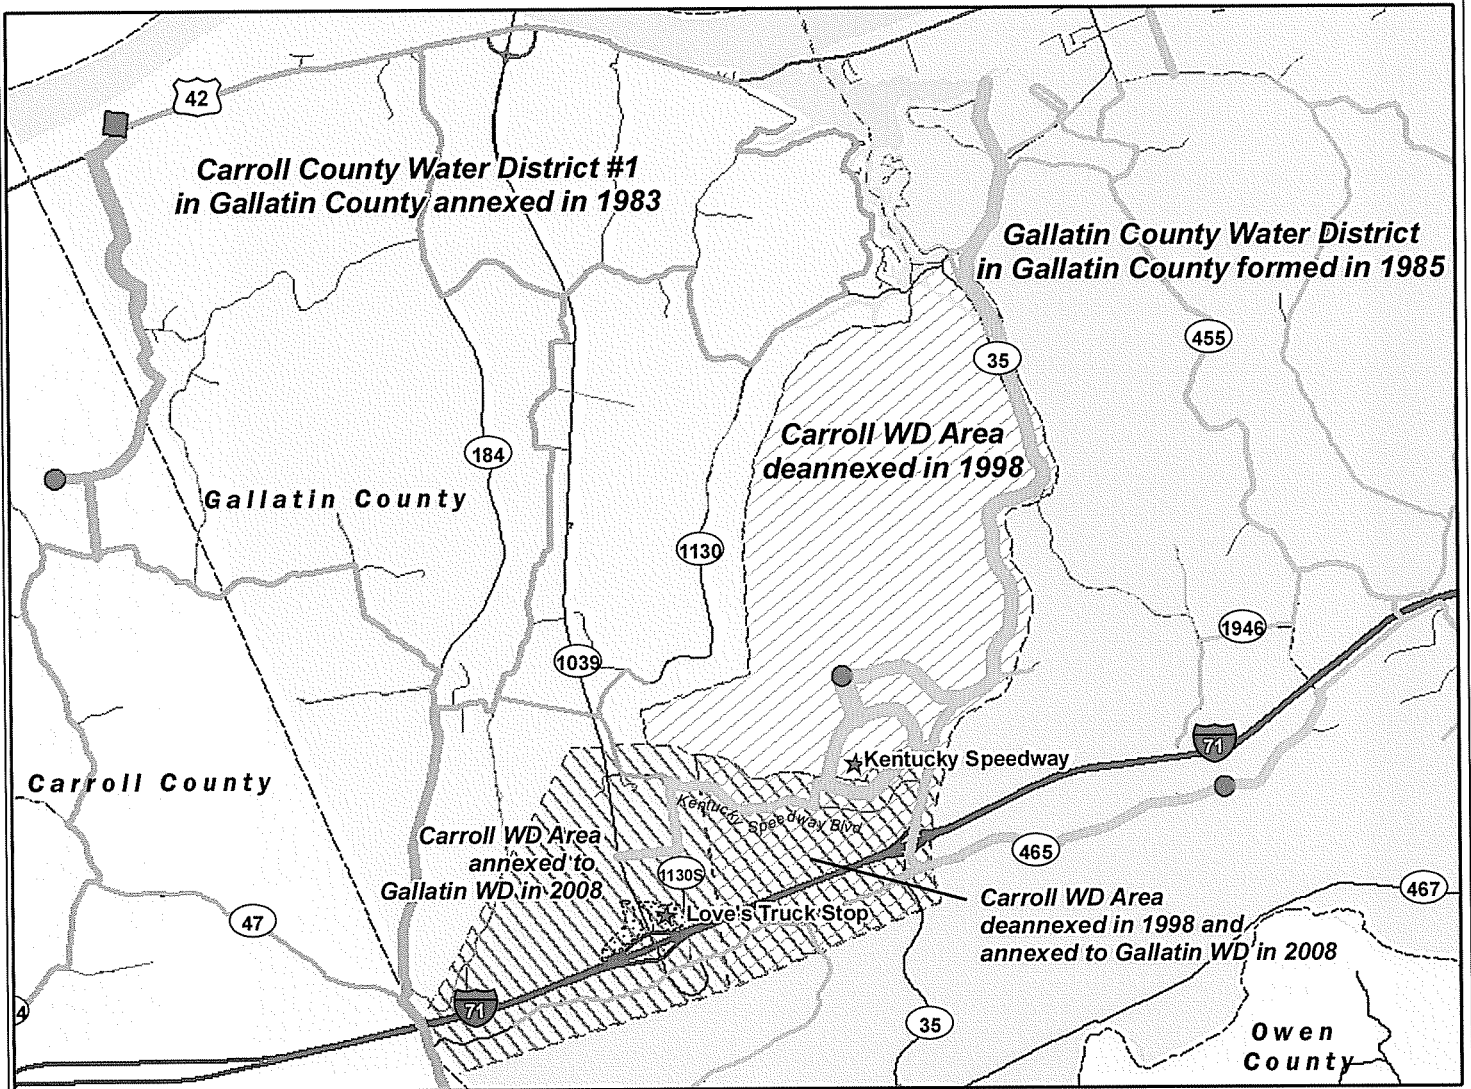 42
Carroll County Water District #1
in Gallatin County annexed in 1983
Gallatin County Water District
in Gallatin County formed in 1985
455
35
Carroll WD Area
deannexed in 1998
184
Gallatin County
1130
1946
1039
71
Kentucky Speedway
Carroll County
Kentucky Speedway Blvd
Carroll WD Area
annexed to
Gallatin WD in 2008
465
1130S
467
Carroll WD Area
deannexed in 1998 and
annexed to Gallatin WD in 2008
47
Love's Truck Stop
71
4
35
Owen
County